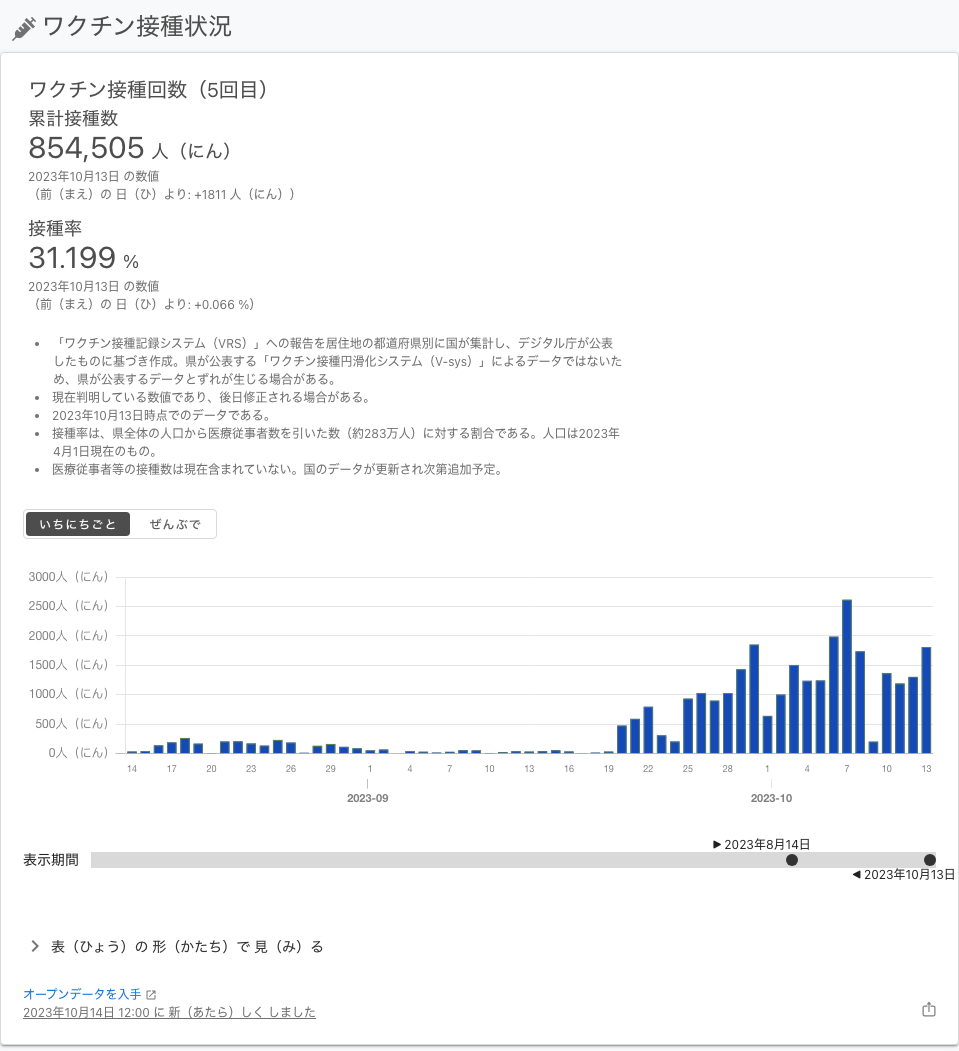 ワクチン接種状況
ワクチン接種回数（5回目）
累計接種数
854,505 人（にん）
2023年10月13日 の数値
（前（まえ）の 日（ひ）より: +1811 人（にん））
接種率
31.199 %
2023年10月13日 の数値
（前（まえ）の 日（ひ）より: +0.066 %）
• 「ワクチン接種記録システム（VRS）」への報告を居住地の都道府県別に国が集計し、デジタル庁が公表
したものに基づき作成。県が公表する「ワクチン接種円滑化システム（V-sys）」によるデータではないた
め、県が公表するデータとずれが生じる場合がある。
• 現在判明している数値であり、後日修正される場合がある。
• 2023年10月13日時点でのデータである。
• 接種率は、県全体の人口から医療従事者数を引いた数（約283万人）に対する割合である。人口は2023年
4月1日現在のもの。
• 医療従事者等の接種数は現在含まれていない。国のデータが更新され次第追加予定。
いちにちごと ぜんぶで
3000人（にん）
2500人（にん）
2000人（にん）
1500人（にん）
1000人（にん）
500人（にん）
0人（にん）
14 17 20 23 26 29 1 4 7 10 13 16 19 22 25 28 1 4 7 10 13
2023-09 2023-10
▶ 2023年8月14日
表示期間
◀ 2023年10月13日
表（ひょう）の 形（かたち）で 見（み）る
オープンデータを入手
2023年10月14日 12:00 に 新（あたら）しく しました